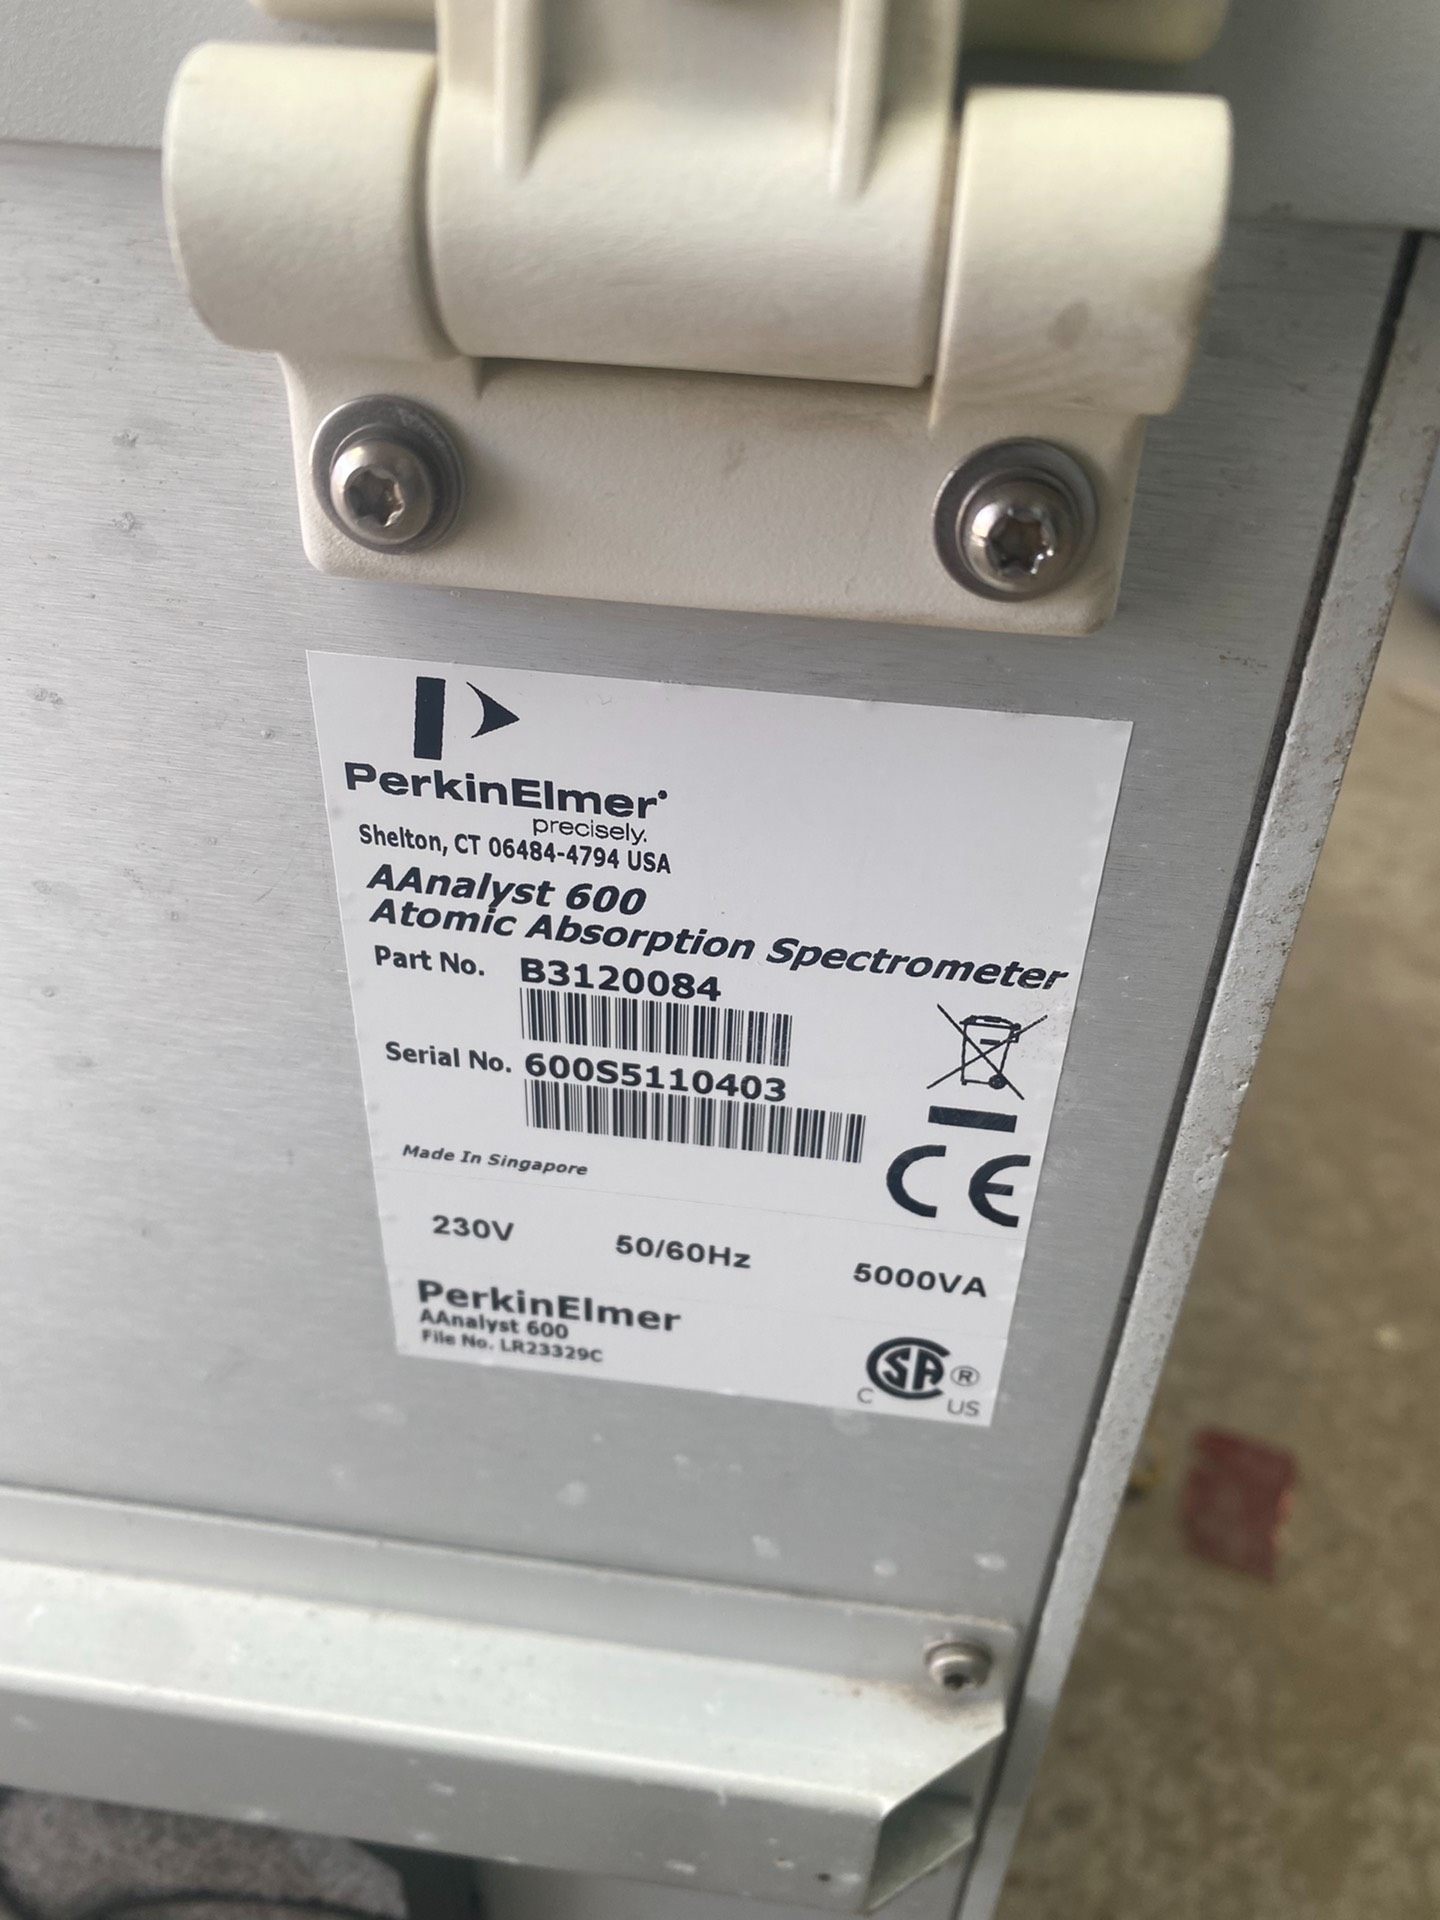 PerkinElmer®
precisely.
Shelton, CT 06484-4794 USA
AAnalyst 600
Atomic Absorption Spectrometer
Part No. B3120084
Serial No. 600S5110403
Made In Singapore
CE
230V 50/60Hz 5000VA
PerkinElmer
AAnalyst 600
File No. LR23329C
C SA ®
C US